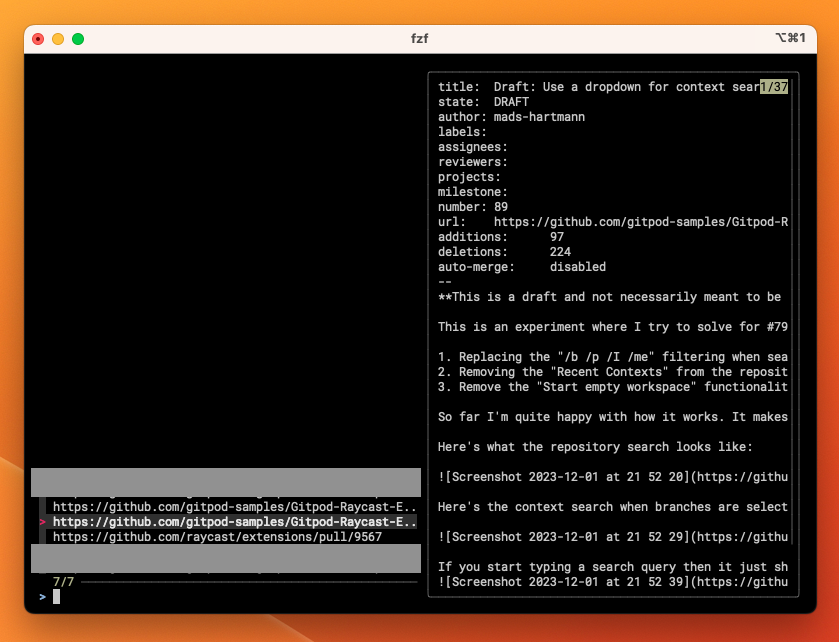 fzf
⌥⌘1
title:  Draft: Use a dropdown for context sear1/37
state:  DRAFT
author: mads-hartmann
labels:
assignees:
reviewers:
projects:
milestone:
number: 89
url:    https://github.com/gitpod-samples/Gitpod-R
additions:      97
deletions:      224
auto-merge:     disabled
--
**This is a draft and not necessarily meant to be
This is an experiment where I try to solve for #79
1. Replacing the "/b /p /I /me" filtering when sea
2. Removing the "Recent Contexts" from the reposit
3. Remove the "Start empty workspace" functionalit
So far I'm quite happy with how it works. It makes
Here's what the repository search looks like:
![Screenshot 2023-12-01 at 21 52 20](https://githu
Here's the context search when branches are select
![Screenshot 2023-12-01 at 21 52 29](https://githu
If you start typing a search query then it just sh
![Screenshot 2023-12-01 at 21 52 39](https://githu
https://github.com/gitpod-samples/Gitpod-Raycast-E..
> https://github.com/gitpod-samples/Gitpod-Raycast-E..
https://github.com/raycast/extensions/pull/9567
7/7
>